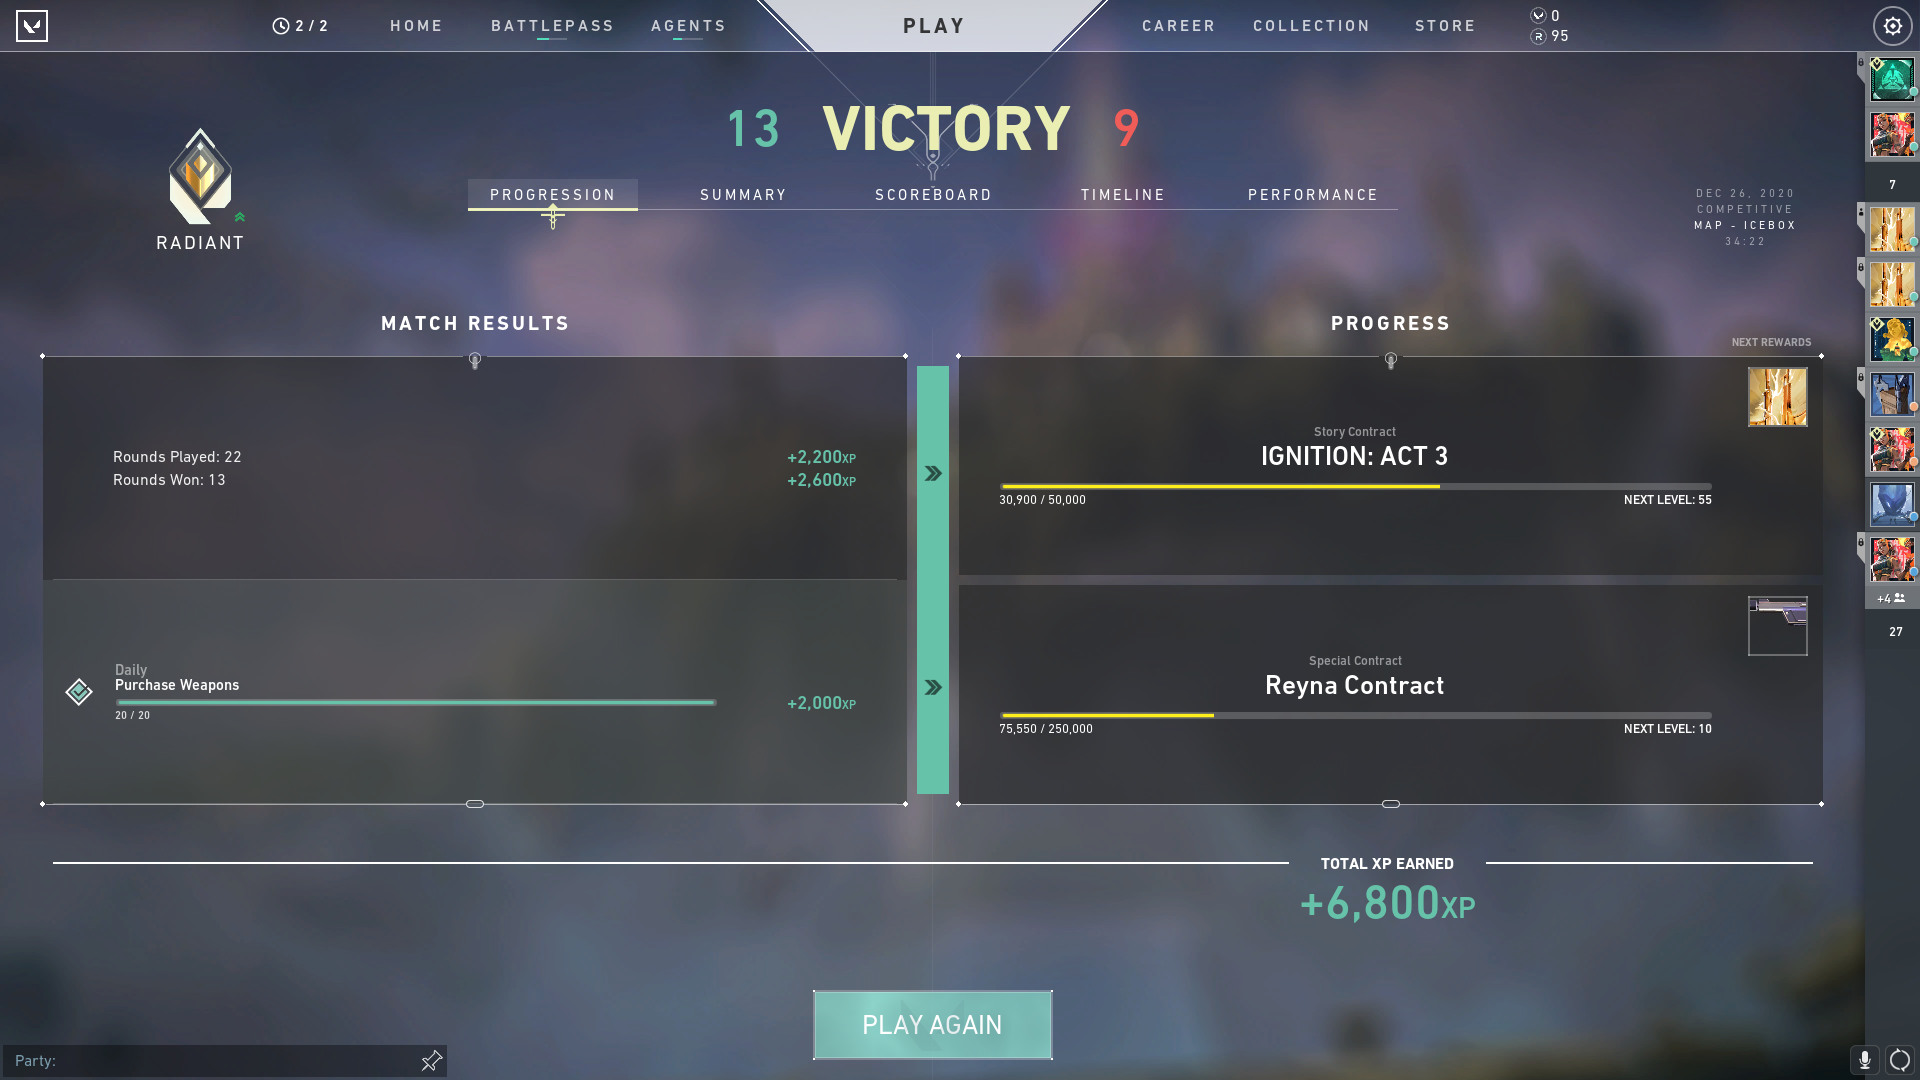 2 / 2
HOME
BATTLEPASS
AGENTS
PLAY
CAREER
COLLECTION
STORE
0
R 95
13 VICTORY 9
RADIANT
PROGRESSION
SUMMARY
SCOREBOARD
TIMELINE
PERFORMANCE
DEC 26, 2020
COMPETITIVE
MAP - ICEBOX
34:22
7
MATCH RESULTS
Rounds Played: 22 +2,200XP
Rounds Won: 13 +2,600XP
Daily
Purchase Weapons
+2,000XP
20 / 20
PROGRESS
NEXT REWARDS
Story Contract
IGNITION: ACT 3
30,900 / 50,000 NEXT LEVEL: 55
Special Contract
Reyna Contract
75,550 / 250,000 NEXT LEVEL: 10
+4
27
TOTAL XP EARNED
+6,800XP
PLAY AGAIN
Party: